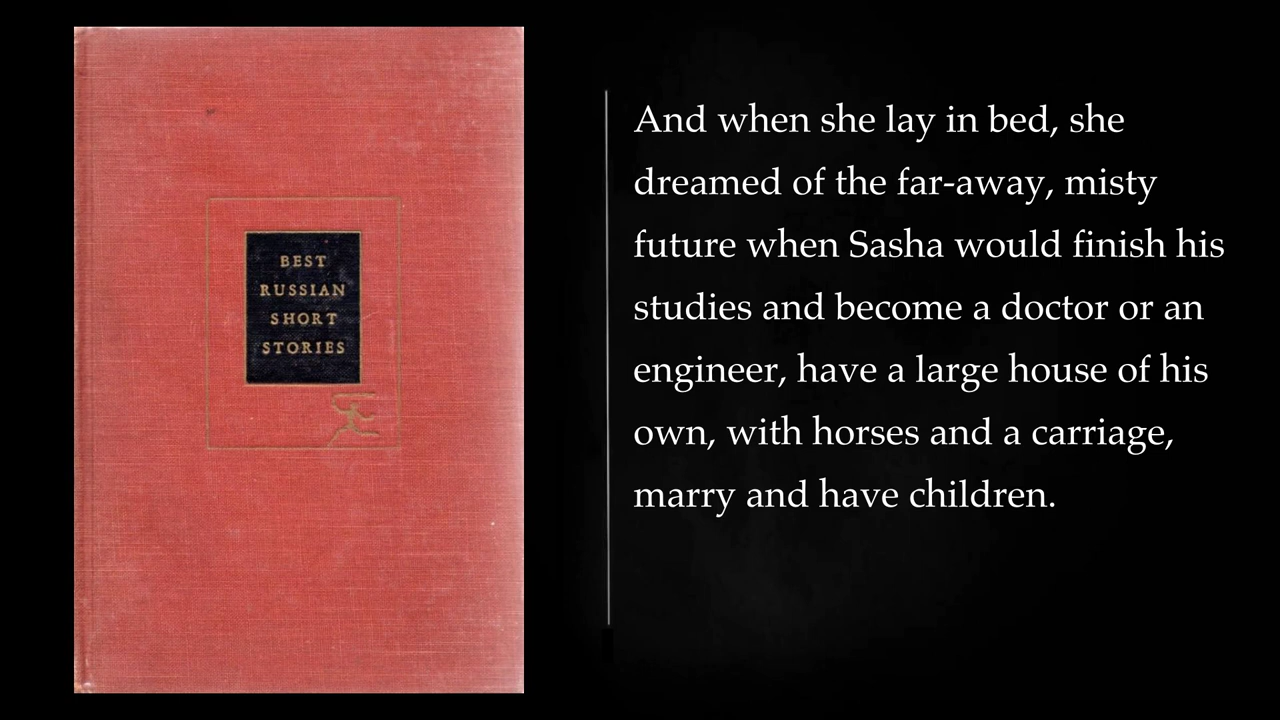 BEST
RUSSIAN
SHORT
STORIES
And when she lay in bed, she
dreamed of the far-away, misty
future when Sasha would finish his
studies and become a doctor or an
engineer, have a large house of his
own, with horses and a carriage,
marry and have children.